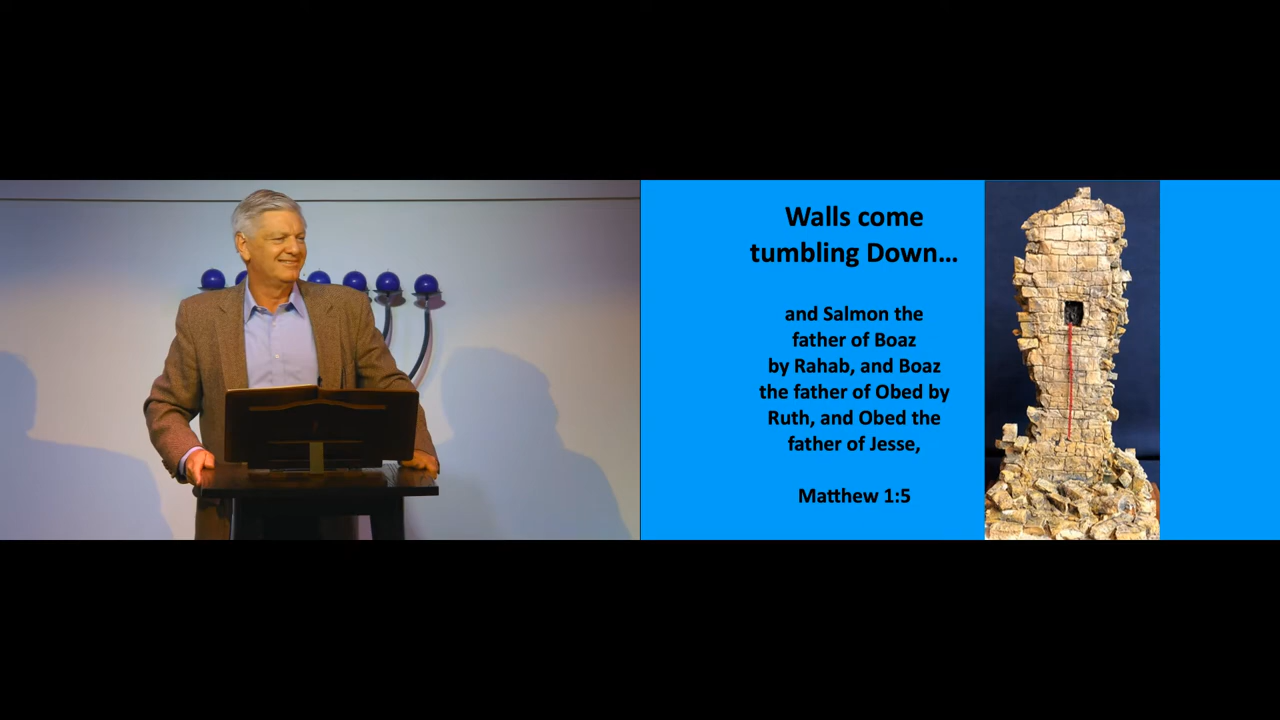 Walls come
tumbling Down...
and Salmon the
father of Boaz
by Rahab, and Boaz
the father of Obed by
Ruth, and Obed the
father of Jesse,
Matthew 1:5